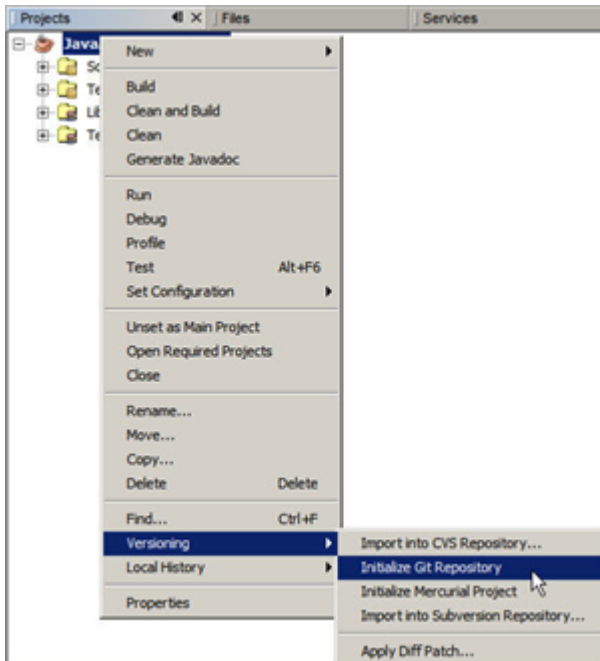 Projects
Files
Services
Java
New
Build
Clean and Build
Clean
Generate Javadoc
Run
Debug
Profile
Test Alt+F6
Set Configuration
Unset as Main Project
Open Required Projects
Close
Rename...
Move...
Copy...
Delete Delete
Find... Ctrl+F
Versioning
Local History
Properties
Import into CVS Repository...
Initialize Git Repository
Initialize Mercurial Project
Import into Subversion Repository...
Apply Diff Patch...